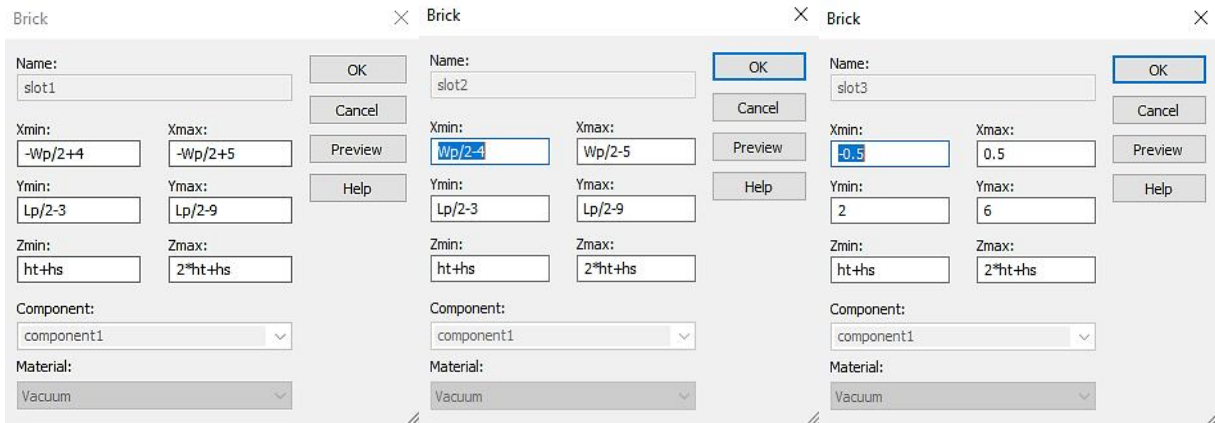 Brick
Name:
slot1
OK
Cancel
Xmin:
Xmax:
-Wp/2+4
-Wp/2+5
Preview
Ymin:
Ymax:
Help
Lp/2-3
Lp/2-9
Zmin:
Zmax:
ht+hs
2*ht+hs
Component:
component1
Material:
Vacuum
Brick
Name:
slot2
OK
Cancel
Xmin:
Xmax:
Wp/2-4
Wp/2-5
Preview
Ymin:
Ymax:
Help
Lp/2-3
Lp/2-9
Zmin:
Zmax:
ht+hs
2*ht+hs
Component:
component1
Material:
Vacuum
Brick
Name:
slot3
OK
Cancel
Xmin:
Xmax:
-0.5
0.5
Preview
Ymin:
Ymax:
Help
2
6
Zmin:
Zmax:
ht+hs
2*ht+hs
Component:
component1
Material:
Vacuum